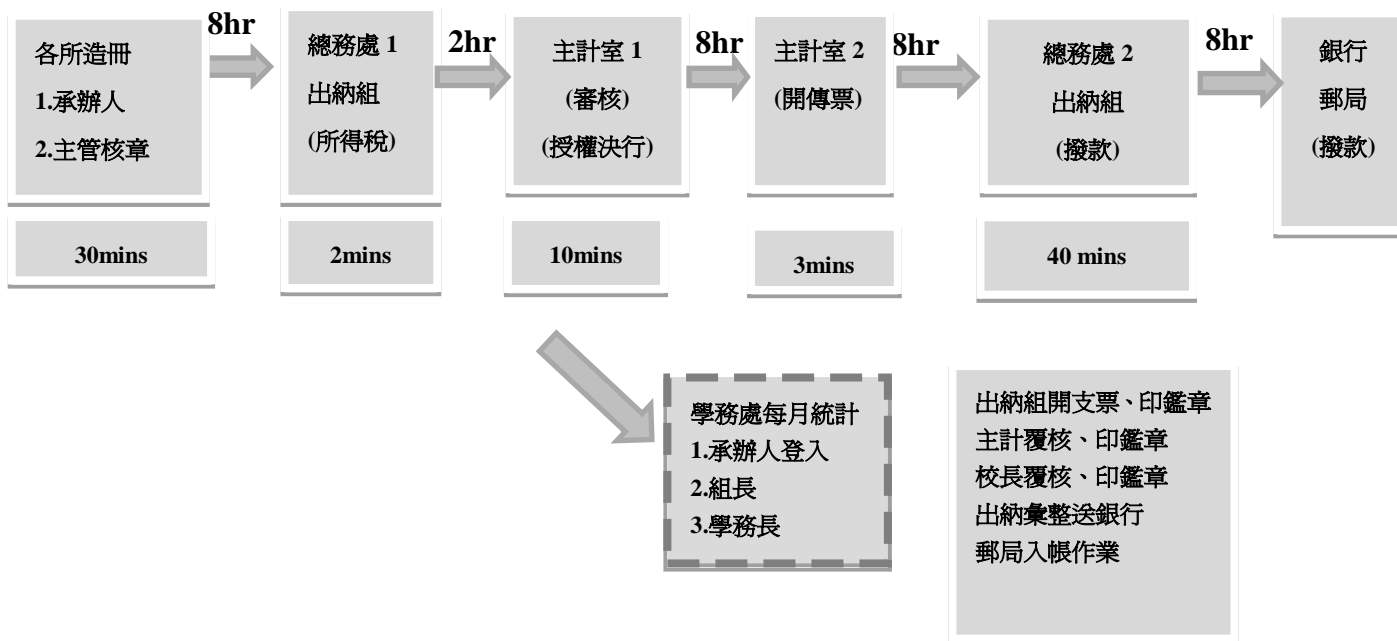 各所造冊
1.承辦人
2.主管核章
8hr
總務處 1
出納組
(所得稅)
2hr
主計室 1
(審核)
(授權決行)
8hr
主計室 2
(開傳票)
8hr
總務處 2
出納組
(撥款)
8hr
銀行
郵局
(撥款)
30mins
2mins
10mins
3mins
40 mins
學務處每月統計
1.承辦人登入
2.組長
3.學務長
出納組開支票、印鑑章
主計覆核、印鑑章
校長覆核、印鑑章
出納彙整送銀行
郵局入帳作業